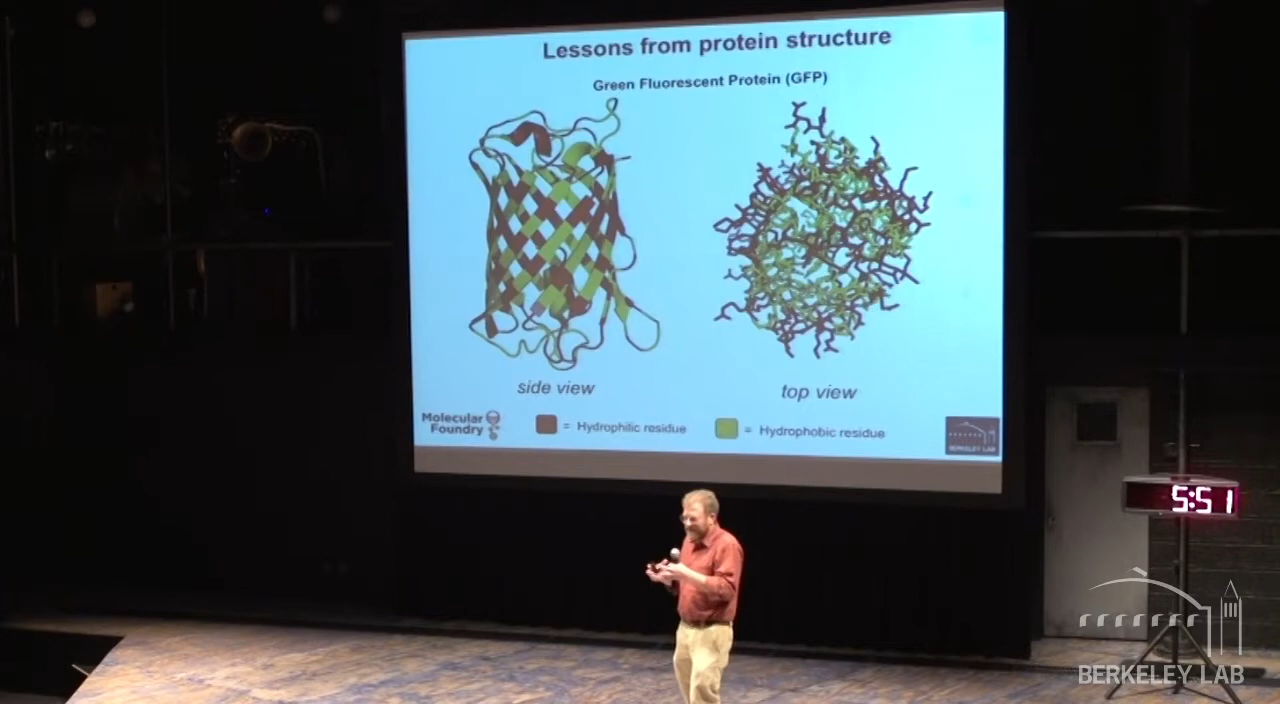 Lessons from protein structure
Green Fluorescent Protein (GFP)
side view
top view
Molecular
Foundry
= Hydrophilic residue
= Hydrophobic residue
BERKELEY LAB
5:51
BERKELEY LAB